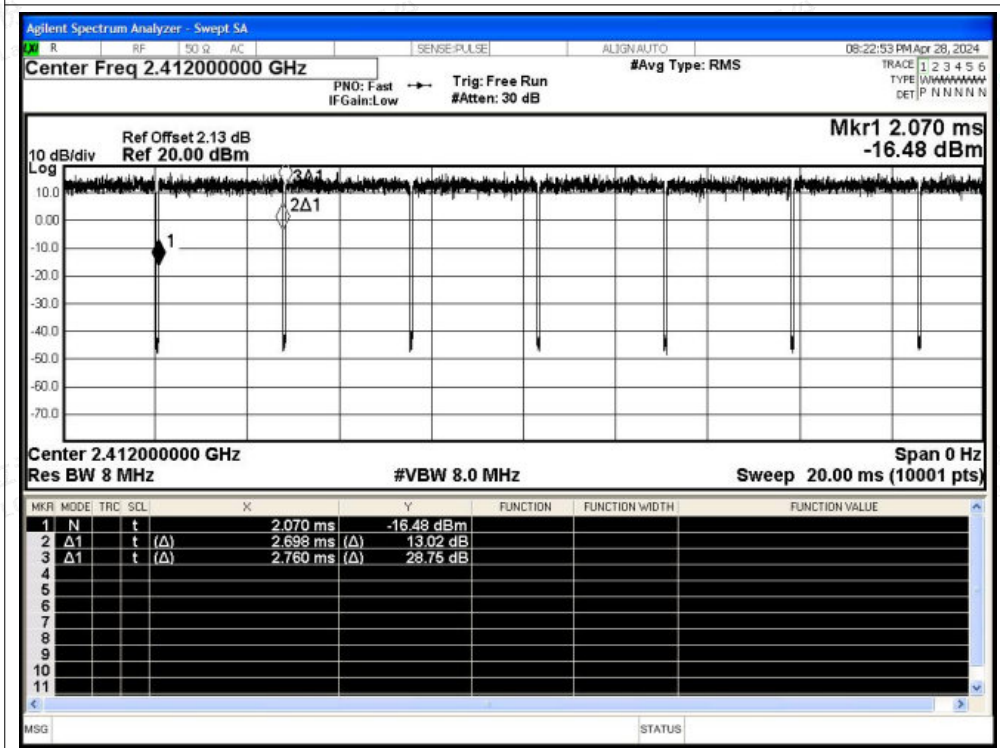 Agilent Spectrum Analyzer - Swept SA
LXI R RF 50 Ω AC SENSE:PULSE ALIGN AUTO 08:22:53 PM Apr 28, 2024
Center Freq 2.412000000 GHz #Avg Type: RMS TRACE 1 2 3 4 5 6
PNO: Fast Trig: Free Run TYPE WWWWWW
IFGain:Low #Atten: 30 dB DET P N N N N N
Mkr1 2.070 ms
Ref Offset 2.13 dB
10 dB/div Ref 20.00 dBm -16.48 dBm
Log
3Δ1
10.0
2Δ1
0.00
1
-10.0
-20.0
-30.0
-40.0
-50.0
-60.0
-70.0
Center 2.412000000 GHz Span 0 Hz
Res BW 8 MHz #VBW 8.0 MHz Sweep 20.00 ms (10001 pts)
MKR MODE TRC SCL X Y FUNCTION FUNCTION WIDTH FUNCTION VALUE
1 N t 2.070 ms -16.48 dBm
2 Δ1 t (Δ) 2.698 ms (Δ) 13.02 dB
3 Δ1 t (Δ) 2.760 ms (Δ) 28.75 dB
4
5
6
7
8
9
10
11
MSG STATUS